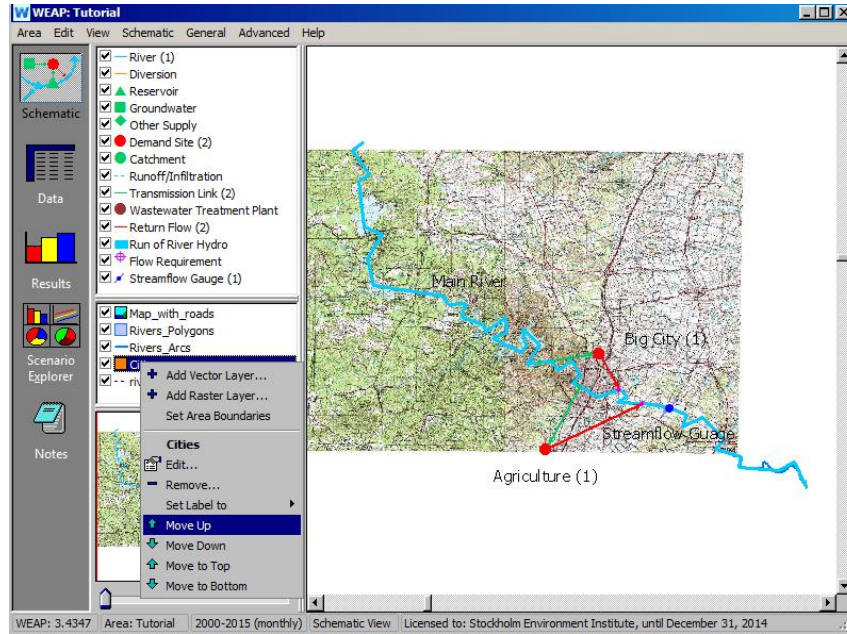 WEAP: Tutorial
Area Edit View Schematic General Advanced Help
Schematic
Data
Results
Scenario
Explorer
Notes
River (1)
Diversion
Reservoir
Groundwater
Other Supply
Demand Site (2)
Catchment
Runoff/Infiltration
Transmission Link (2)
Wastewater Treatment Plant
Return Flow (2)
Run of River Hydro
Flow Requirement
Streamflow Gauge (1)
Map_with_roads
Rivers_Polygons
Rivers_Arcs
Add Vector Layer...
Add Raster Layer...
Set Area Boundaries
Cities
Edit...
Remove...
Set Label to
Move Up
Move Down
Move to Top
Move to Bottom
Main River
Big City (1)
Streamflow Guage
Agriculture (1)
WEAP: 3.4347 Area: Tutorial 2000-2015 (monthly) Schematic View Licensed to: Stockholm Environment Institute, until December 31, 2014